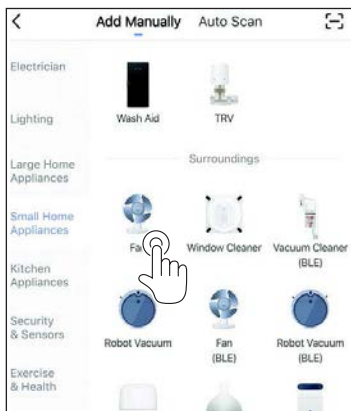 Add Manually Auto Scan
Electrician
Lighting
Large Home
Appliances
Small Home
Appliances
Kitchen
Appliances
Security
& Sensors
Exercise
& Health
Wash Aid TRV
Surroundings
Window Cleaner Vacuum Cleaner
(BLE)
Robot Vacuum Fan
(BLE) Robot Vacuum
(BLE)